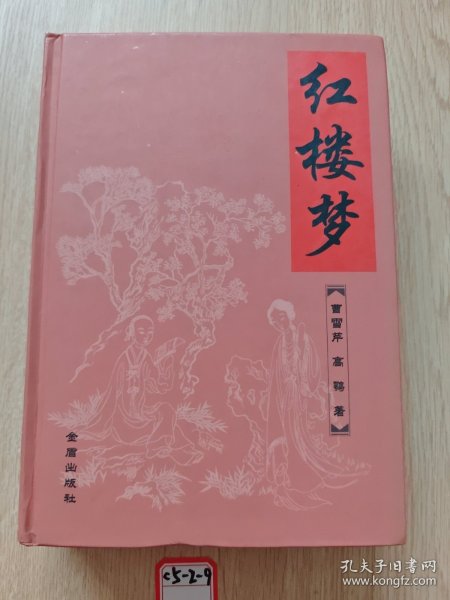 红楼梦
曹雪芹 高鹗 著
金盾出版社
c5-2-9
孔夫子旧书网
www.kongfz.com